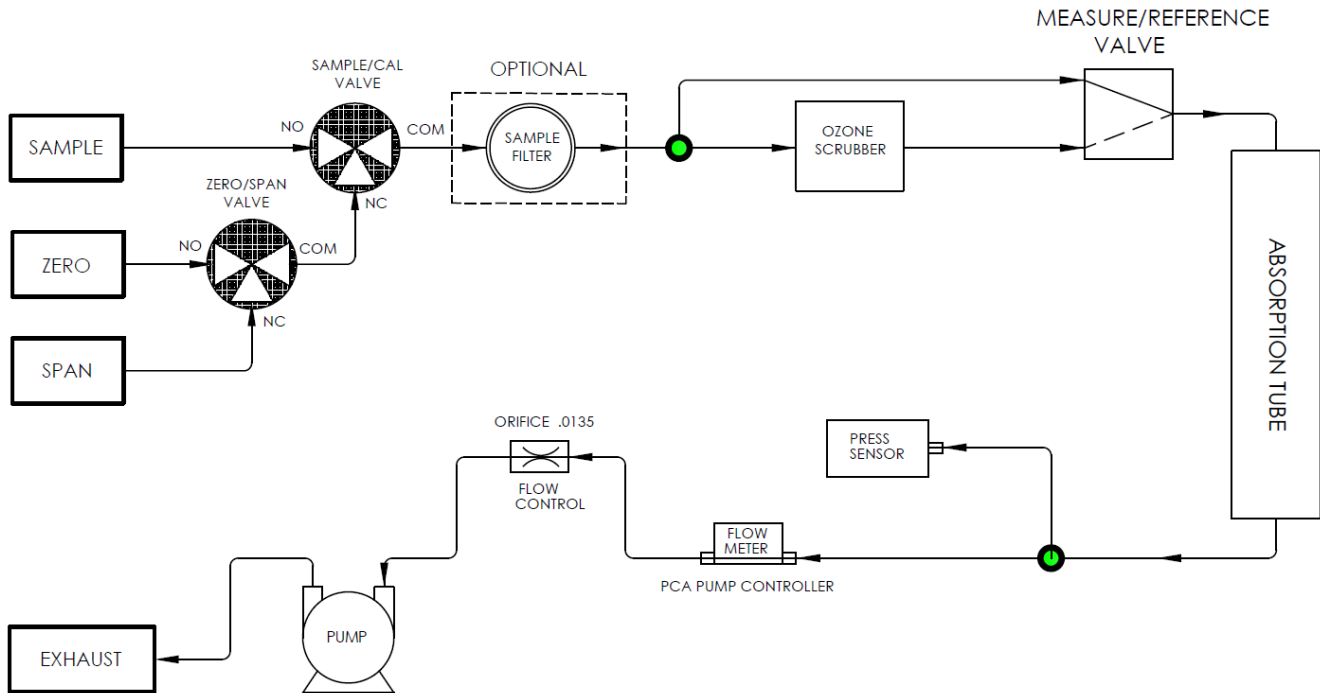 MEASURE/REFERENCE
VALVE
SAMPLE/CAL
VALVE
OPTIONAL
NO
COM
SAMPLE
SAMPLE
FILTER
OZONE
SCRUBBER
ZERO/SPAN
VALVE
NC
NO
COM
ZERO
NC
SPAN
ABSORPTION TUBE
ORIFICE .0135
PRESS
SENSOR
FLOW
CONTROL
FLOW
METER
PCA PUMP CONTROLLER
PUMP
EXHAUST